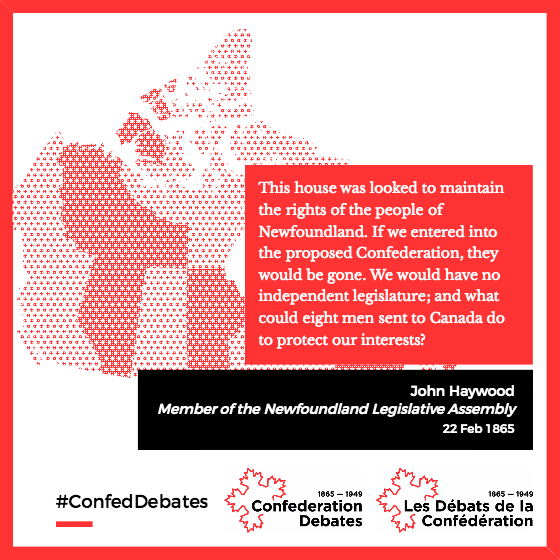 This house was looked to maintain
the rights of the people of
Newfoundland. If we entered into
the proposed Confederation, they
would be gone. We would have no
independent legislature; and what
could eight men sent to Canada do
to protect our interests?
John Haywood
Member of the Newfoundland Legislative Assembly
22 Feb 1865
#ConfedDebates
1865 — 1949
Confederation
Debates
1865 — 1949
Les Débats de la
Confédération